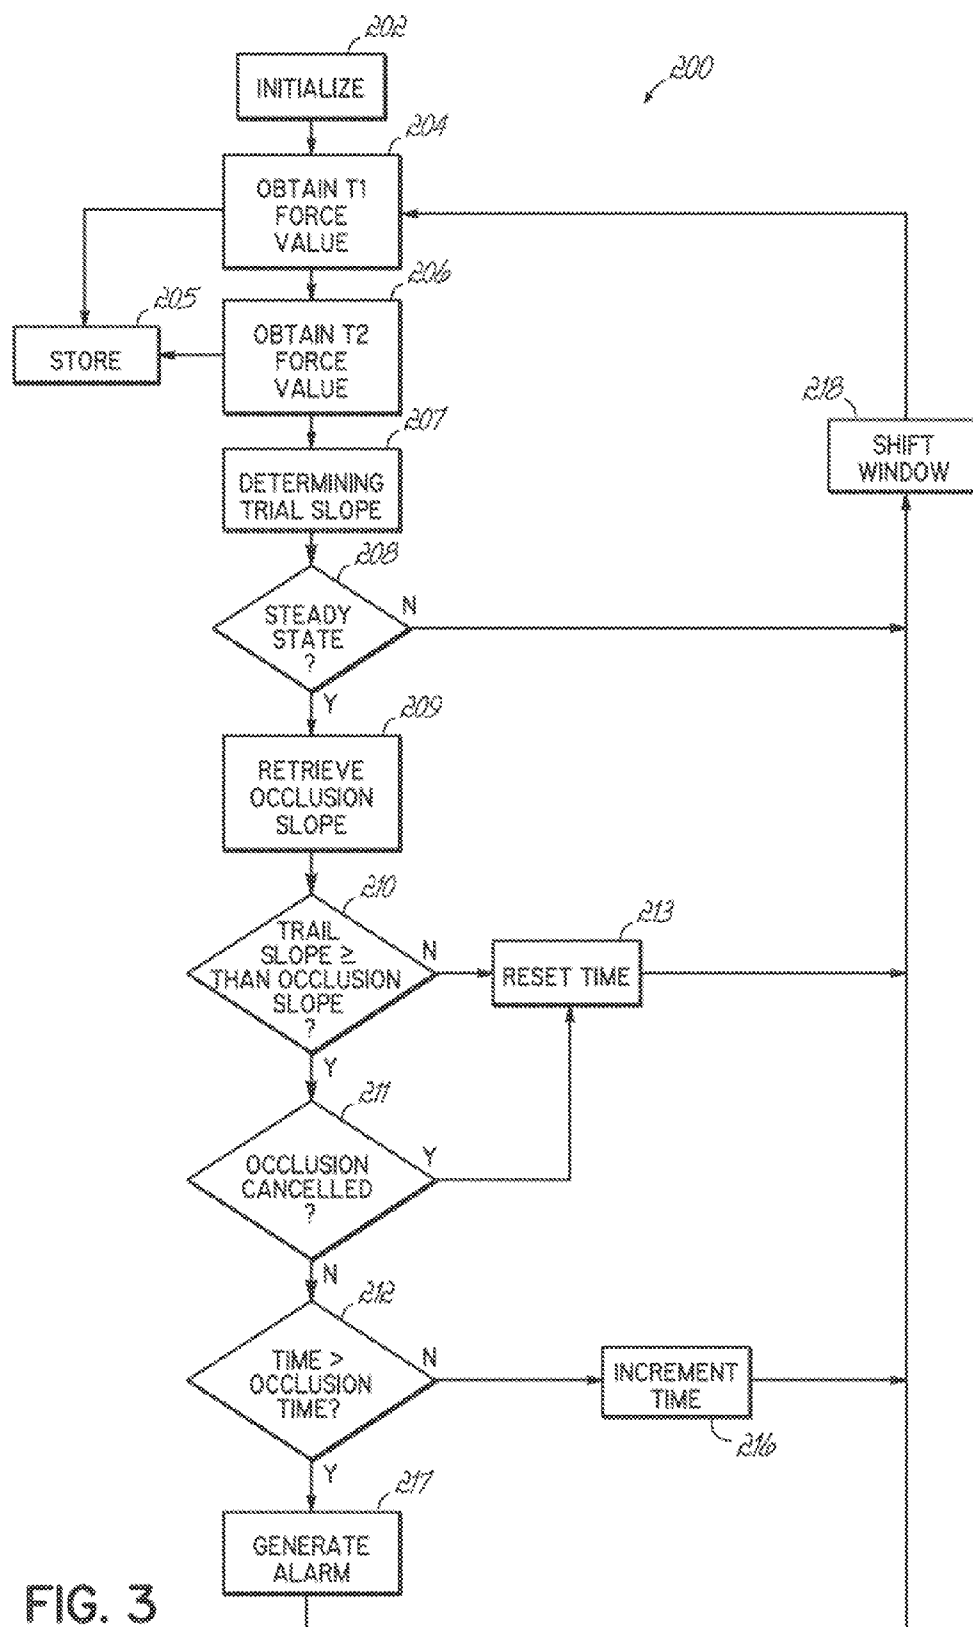 202
INITIALIZE
200
204
OBTAIN T1
FORCE
VALUE
206
205
STORE
OBTAIN T2
FORCE
VALUE
218
SHIFT
WINDOW
207
DETERMINING
TRIAL SLOPE
208
STEADY
STATE
?
N
Y
209
RETRIEVE
OCCLUSION
SLOPE
210
TRAIL
SLOPE ≥
THAN OCCLUSION
SLOPE
?
N
213
RESET TIME
Y
211
OCCLUSION
CANCELLED
?
Y
N
212
TIME >
OCCLUSION
TIME?
N
INCREMENT
TIME
216
Y
217
GENERATE
ALARM
FIG. 3